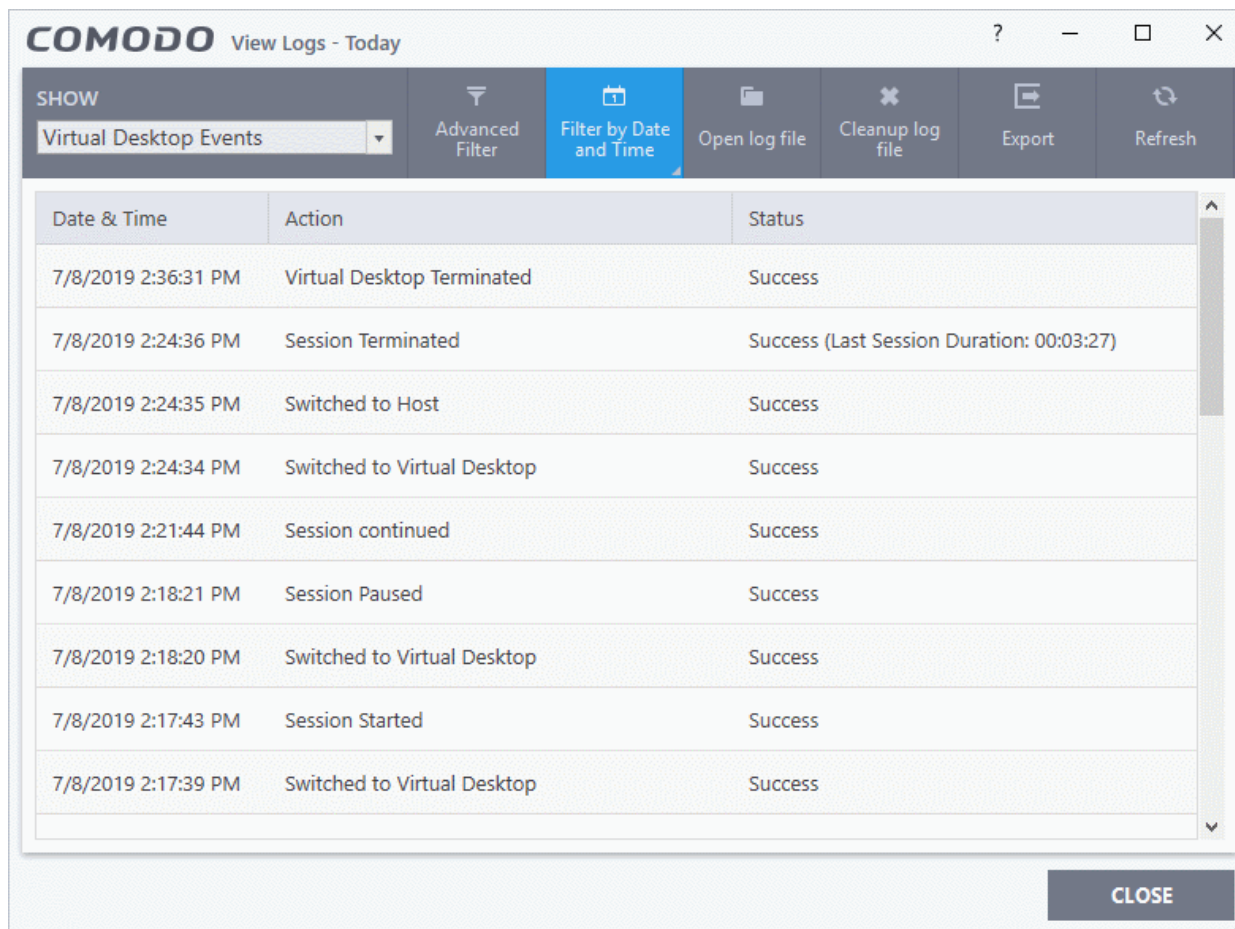 COMODO View Logs - Today ?
SHOW
Virtual Desktop Events
Advanced
Filter
1
Filter by Date
and Time
Open log file
Cleanup log
file
Export
Refresh
Date & Time Action Status
7/8/2019 2:36:31 PM Virtual Desktop Terminated Success
7/8/2019 2:24:36 PM Session Terminated Success (Last Session Duration: 00:03:27)
7/8/2019 2:24:35 PM Switched to Host Success
7/8/2019 2:24:34 PM Switched to Virtual Desktop Success
7/8/2019 2:21:44 PM Session continued Success
7/8/2019 2:18:21 PM Session Paused Success
7/8/2019 2:18:20 PM Switched to Virtual Desktop Success
7/8/2019 2:17:43 PM Session Started Success
7/8/2019 2:17:39 PM Switched to Virtual Desktop Success
CLOSE